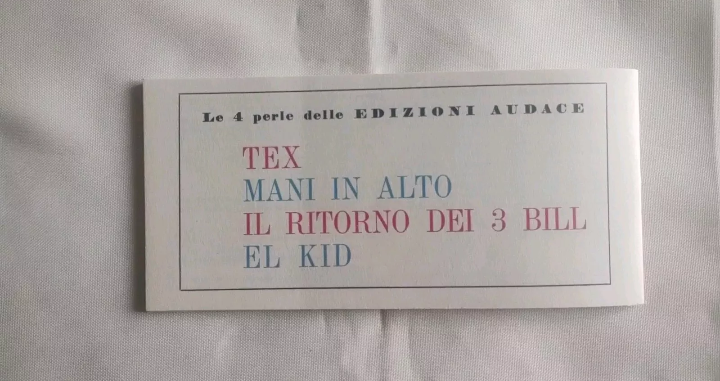 Le 4 perle delle EDIZIONI AUDACE
TEX
MANI IN ALTO
IL RITORNO DEI 3 BILL
EL KID